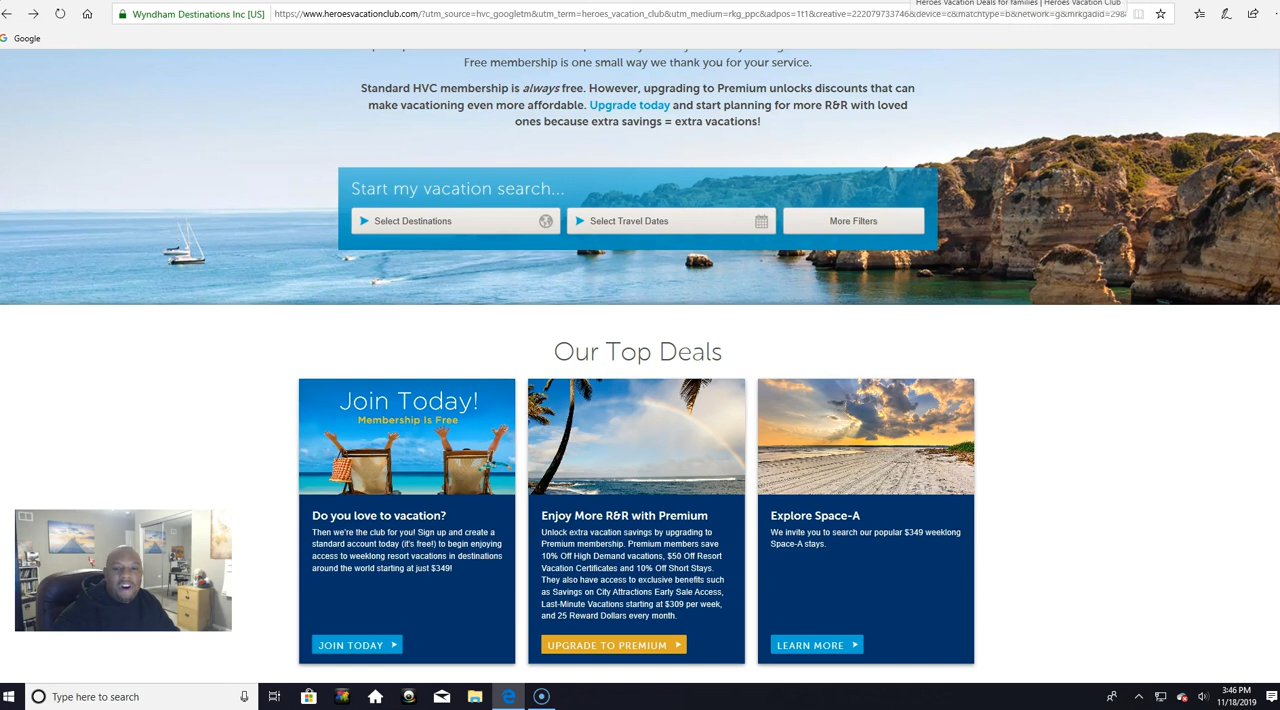 Heroes Vacation Deals for families | Heroes Vacation Club
Wyndham Destinations Inc [US]
https://www.heroesvacationclub.com/?utm_source=hvc_googletm&utm_term=heroes_vacation_club&utm_medium=rkg_ppc&adpos=1t1&creative=222079733746&device=c&matchtype=b&network=g&mrkgadid=298
Google
Free membership is one small way we thank you for your service.
Standard HVC membership is always free. However, upgrading to Premium unlocks discounts that can
make vacationing even more affordable. Upgrade today and start planning for more R&R with loved
ones because extra savings = extra vacations!
Start my vacation search...
Select Destinations
Select Travel Dates
More Filters
Our Top Deals
Join Today!
Membership Is Free
Do you love to vacation?
Then we're the club for you! Sign up and create a
standard account today (it's free!) to begin enjoying
access to weeklong resort vacations in destinations
around the world starting at just $349!
JOIN TODAY
Enjoy More R&R with Premium
Unlock extra vacation savings by upgrading to
Premium membership. Premium members save
10% Off High Demand vacations, $50 Off Resort
Vacation Certificates and 10% Off Short Stays.
They also have access to exclusive benefits such
as Savings on City Attractions Early Sale Access,
Last-Minute Vacations starting at $309 per week,
and 25 Reward Dollars every month.
UPGRADE TO PREMIUM
Explore Space-A
We invite you to search our popular $349 weeklong
Space-A stays.
LEARN MORE
Type here to search
3:46 PM
11/18/2019